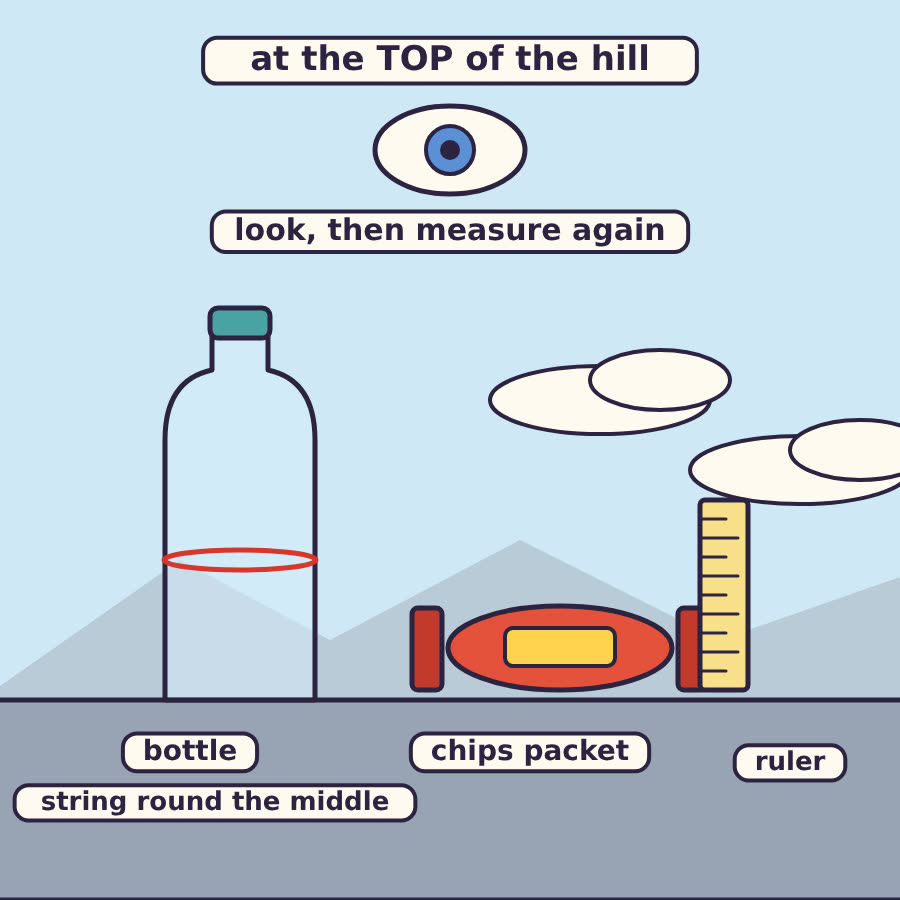 at the TOP of the hill
look, then measure again
bottle
chips packet
ruler
string round the middle